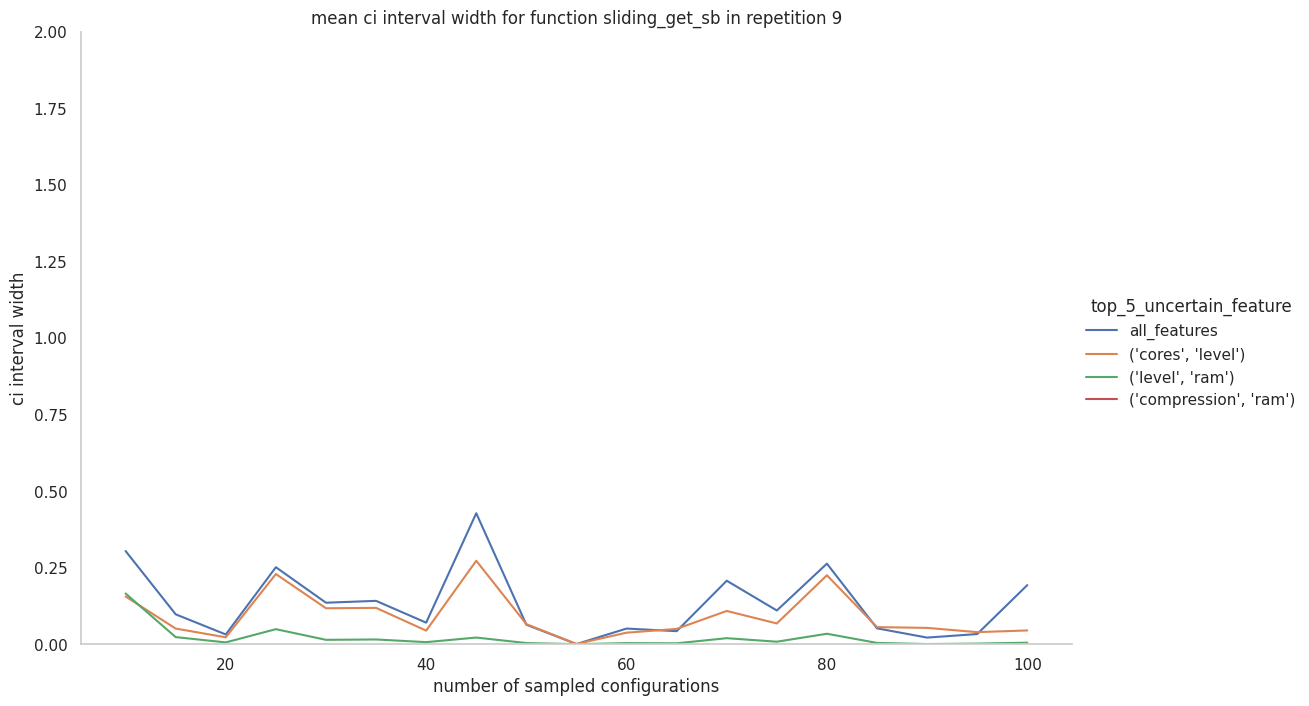 mean ci interval width for function sliding_get_sb in repetition 9
2.00
1.75
1.50
1.25
1.00
0.75
0.50
0.25
0.00
ci interval width
20
40
60
80
100
number of sampled configurations
top_5_uncertain_feature
all_features
('cores', 'level')
('level', 'ram')
('compression', 'ram')